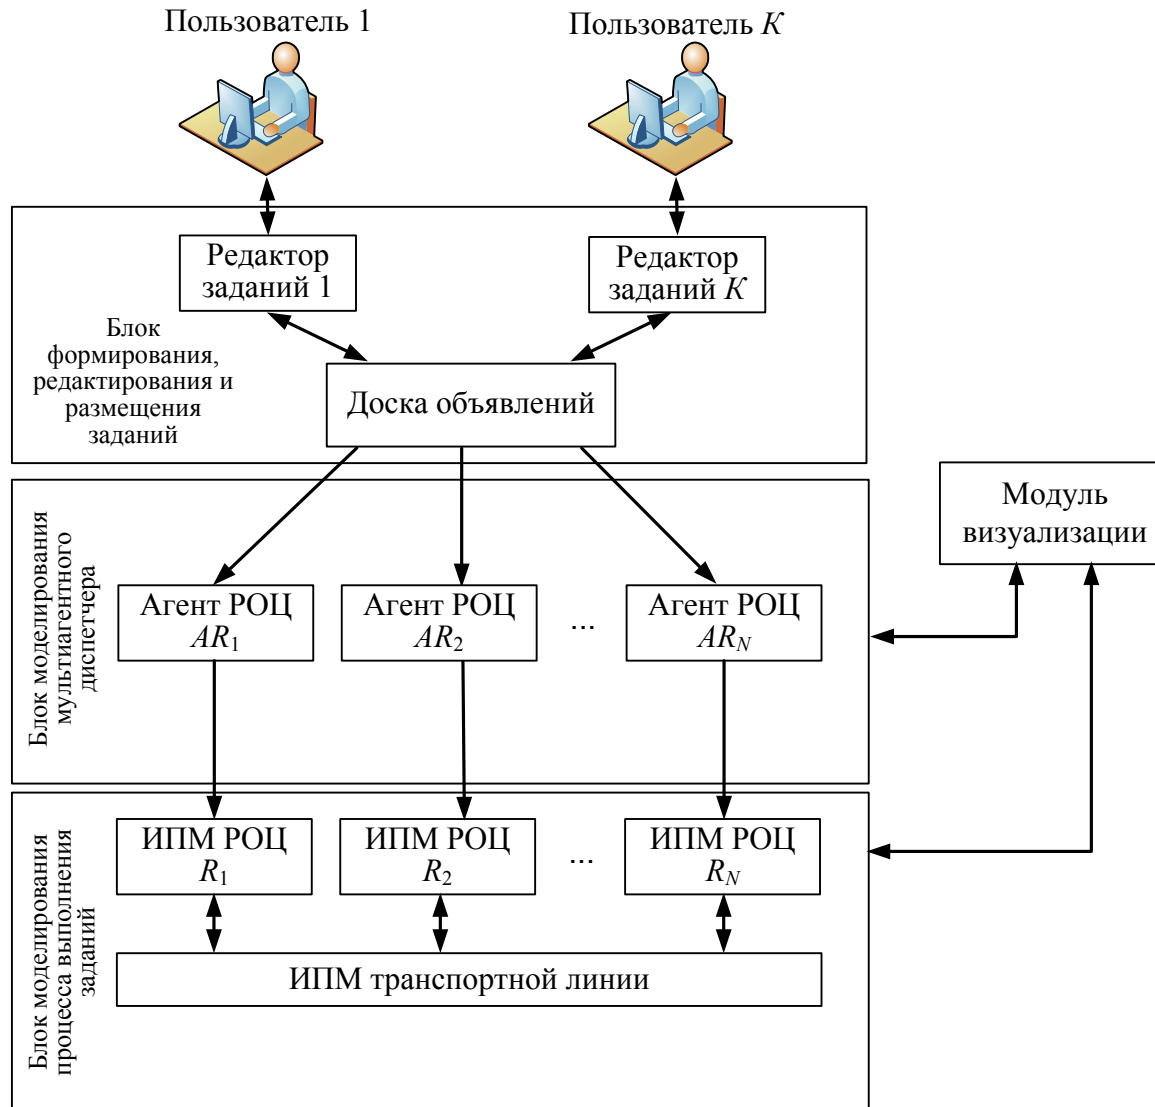 Пользователь 1
Пользователь К
Редактор
заданий 1
Редактор
заданий К
Блок
формирования,
редактирования и
размещения
заданий
Доска объявлений
Блок моделирования
мультиагентного
диспетчера
Агент РОЦ
AR1
Агент РОЦ
AR2
...
Агент РОЦ
ARN
Модуль
визуализации
Блок моделирования
процесса выполнения
заданий
ИПМ РОЦ
R1
ИПМ РОЦ
R2
...
ИПМ РОЦ
RN
ИПМ транспортной линии